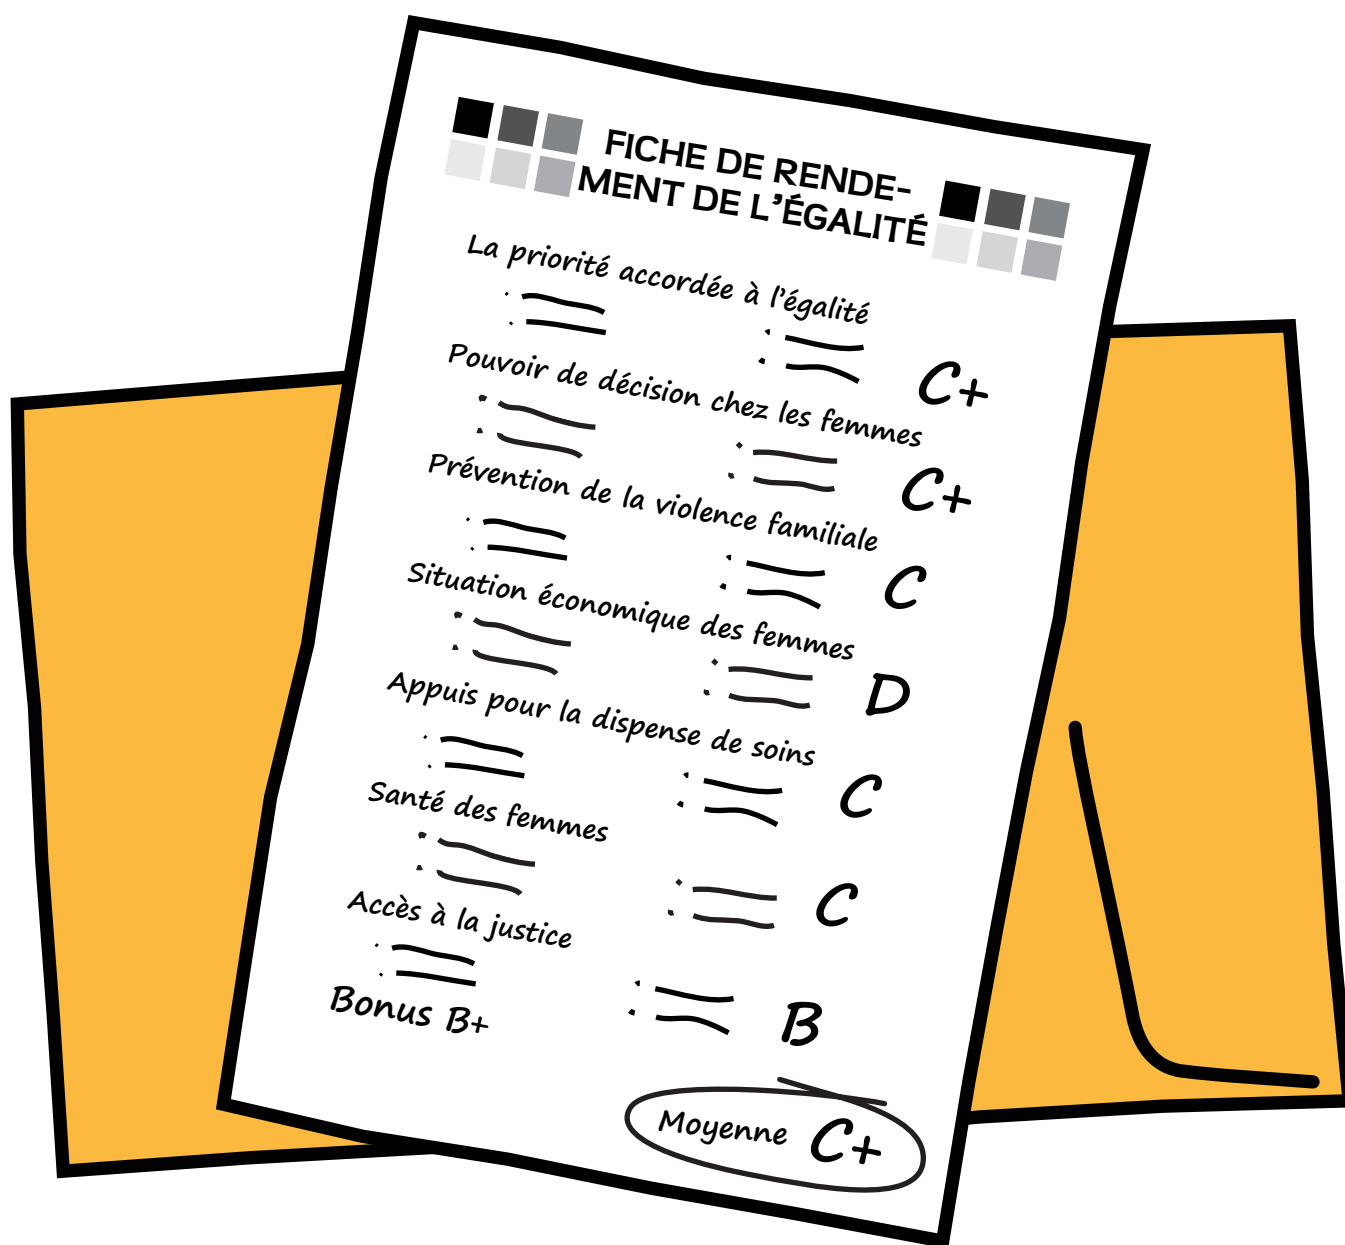 FICHE DE RENDE-
MENT DE L'ÉGALITÉ
La priorité accordée à l'égalité
C+
Pouvoir de décision chez les femmes
C+
Prévention de la violence familiale
C
Situation économique des femmes
D
Appuis pour la dispense de soins
C
Santé des femmes
C
Accès à la justice
B
Bonus B+
Moyenne C+